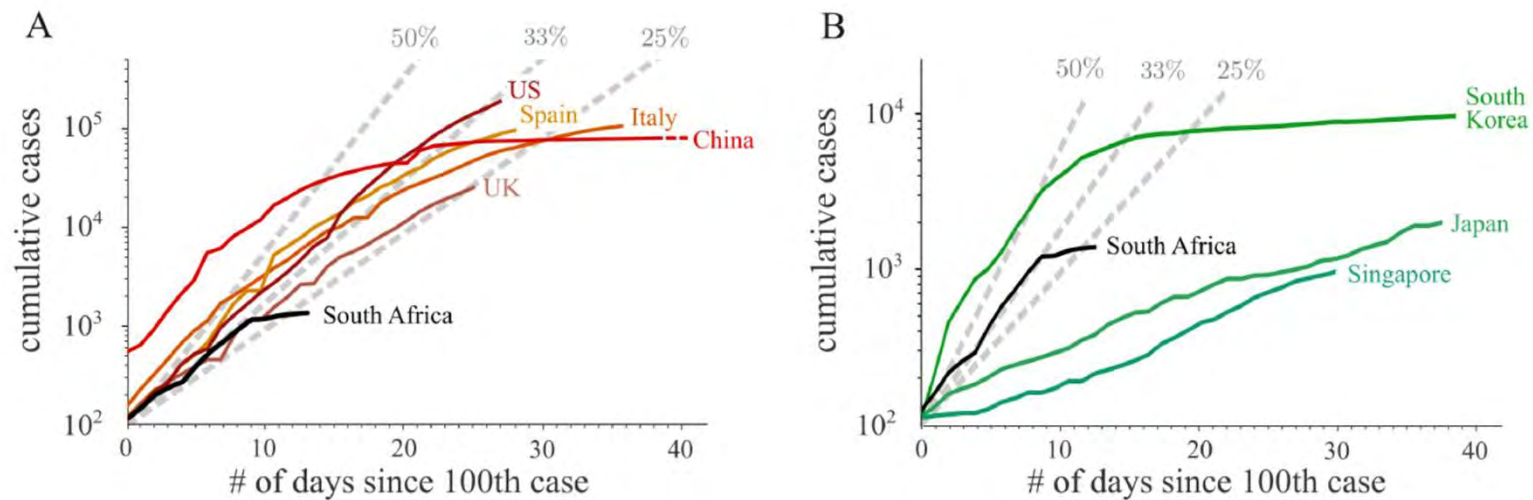 A
50%
33%
25%
US
Spain
Italy
China
UK
South Africa
cumulative cases
10^5
10^4
10^3
10^2
0
10
20
30
40
# of days since 100th case
B
50%
33%
25%
South
Korea
South Africa
Japan
Singapore
cumulative cases
10^4
10^3
10^2
0
10
20
30
40
# of days since 100th case